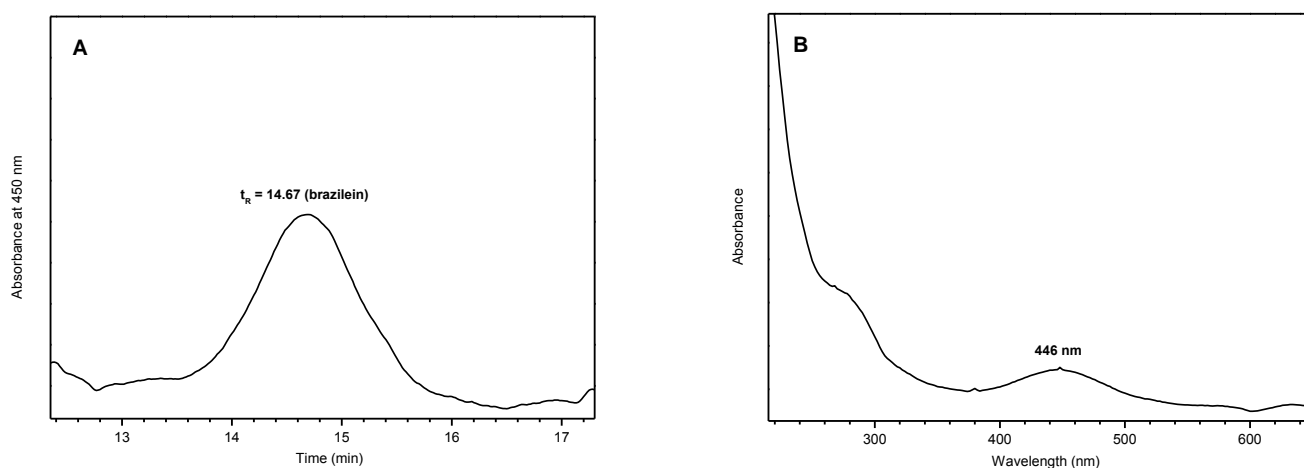 A
t_R = 14.67 (brazilein)
Absorbance at 450 nm
13 14 15 16 17
Time (min)
B
446 nm
Absorbance
300 400 500 600
Wavelength (nm)